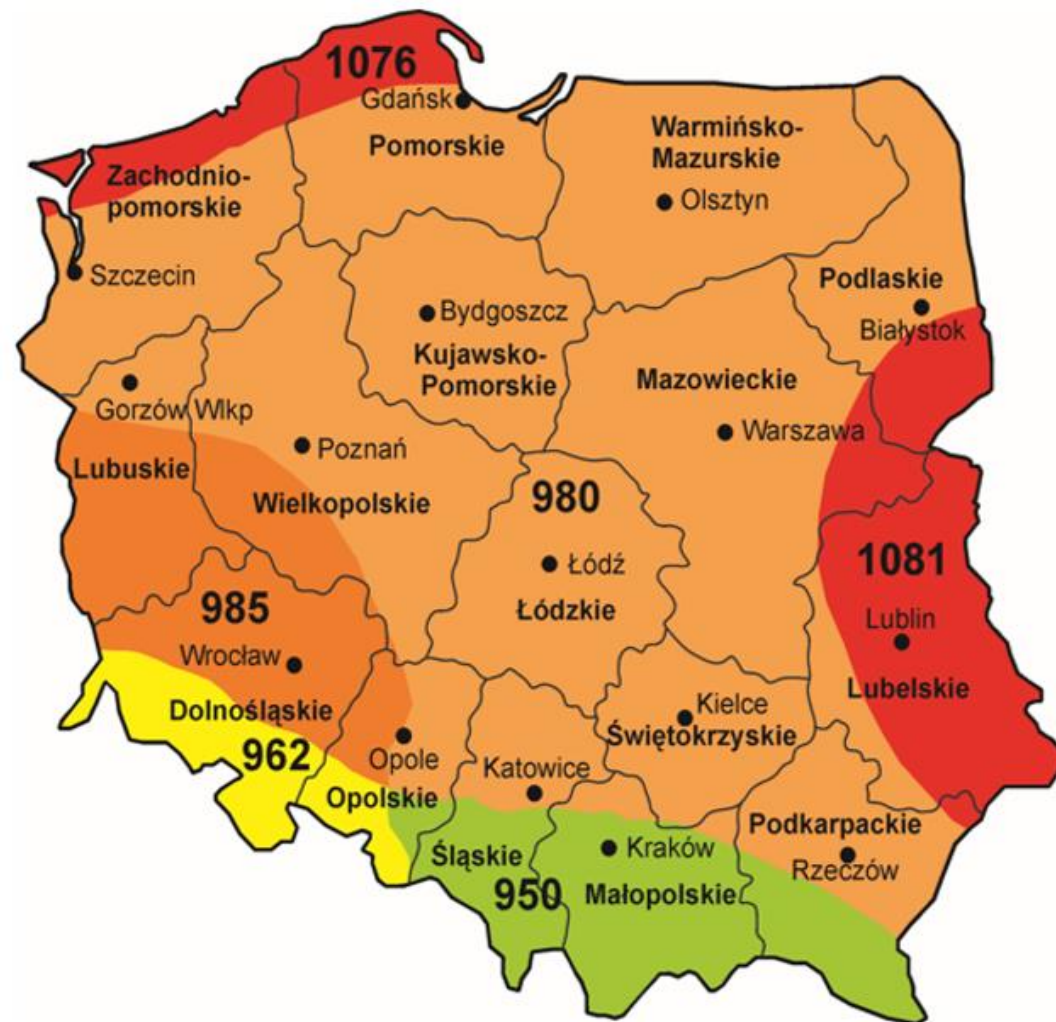 1076
Gdańsk
Pomorskie
Warmińsko-
Mazurskie
Olsztyn
Zachodnio-
pomorskie
Szczecin
Bydgoszcz
Kujawsko-
Pomorskie
Podlaskie
Białystok
Mazowieckie
Warszawa
Gorzów Wlkp
Lubuskie
Poznań
Wielkopolskie
980
Łódź
Łódzkie
1081
Lublin
Lubelskie
985
Wrocław
Dolnośląskie
962
Opole
Opolskie
Katowice
Kielce
Świętokrzyskie
Śląskie
950
Kraków
Małopolskie
Podkarpackie
Rzeczów